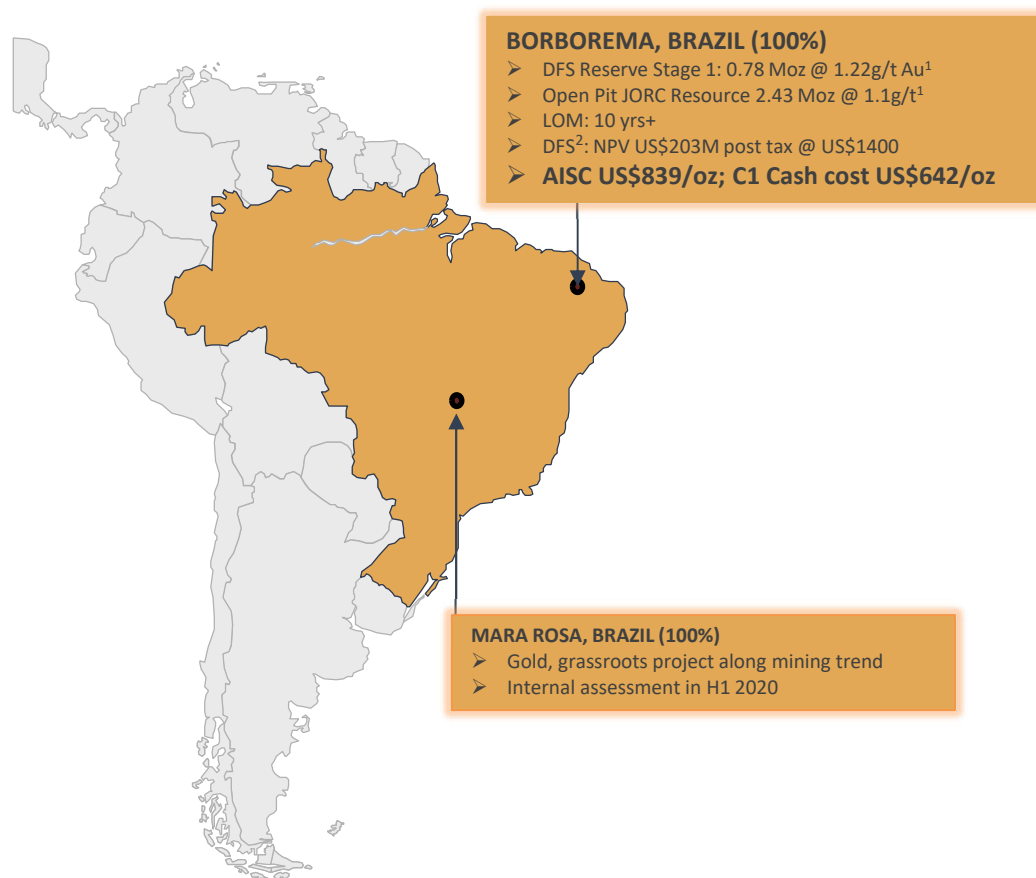 BORBOREMA, BRAZIL (100%)
➢ DFS Reserve Stage 1: 0.78 Moz @ 1.22g/t Au¹
➢ Open Pit JORC Resource 2.43 Moz @ 1.1g/t¹
➢ LOM: 10 yrs+
➢ DFS²: NPV US$203M post tax @ US$1400
➢ AISC US$839/oz; C1 Cash cost US$642/oz
MARA ROSA, BRAZIL (100%)
➢ Gold, grassroots project along mining trend
➢ Internal assessment in H1 2020